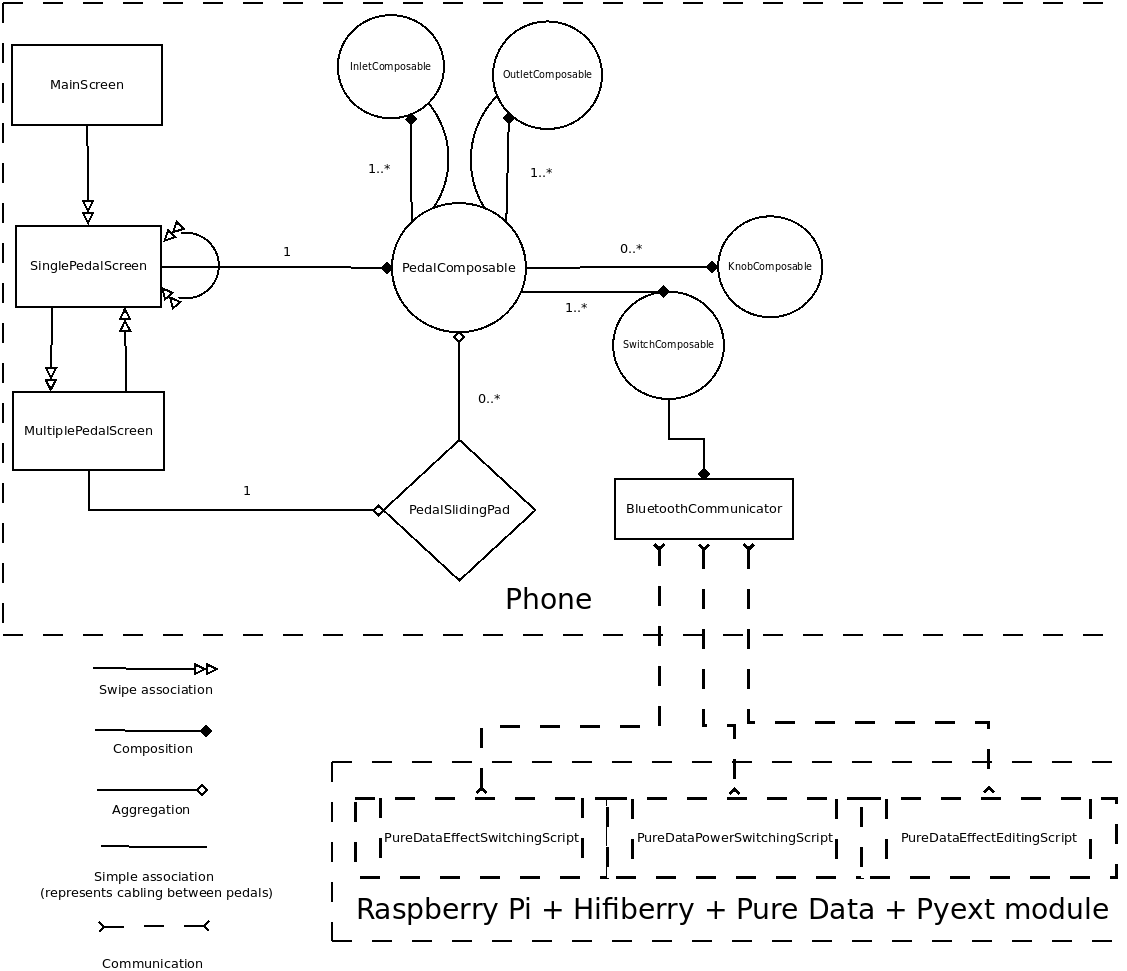 InletComposable
OutletComposable
MainScreen
1..*
1..*
1
0..*
SinglePedalScreen
PedalComposable
KnobComposable
1..*
SwitchComposable
0..*
MultiplePedalScreen
1
PedalSlidingPad
BluetoothCommunicator
Phone
Swipe association
Composition
Aggregation
Simple association
(represents cabling between pedals)
Communication
PureDataEffectSwitchingScript
PureDataPowerSwitchingScript
PureDataEffectEditingScript
Raspberry Pi + Hifiberry + Pure Data + Pyext module